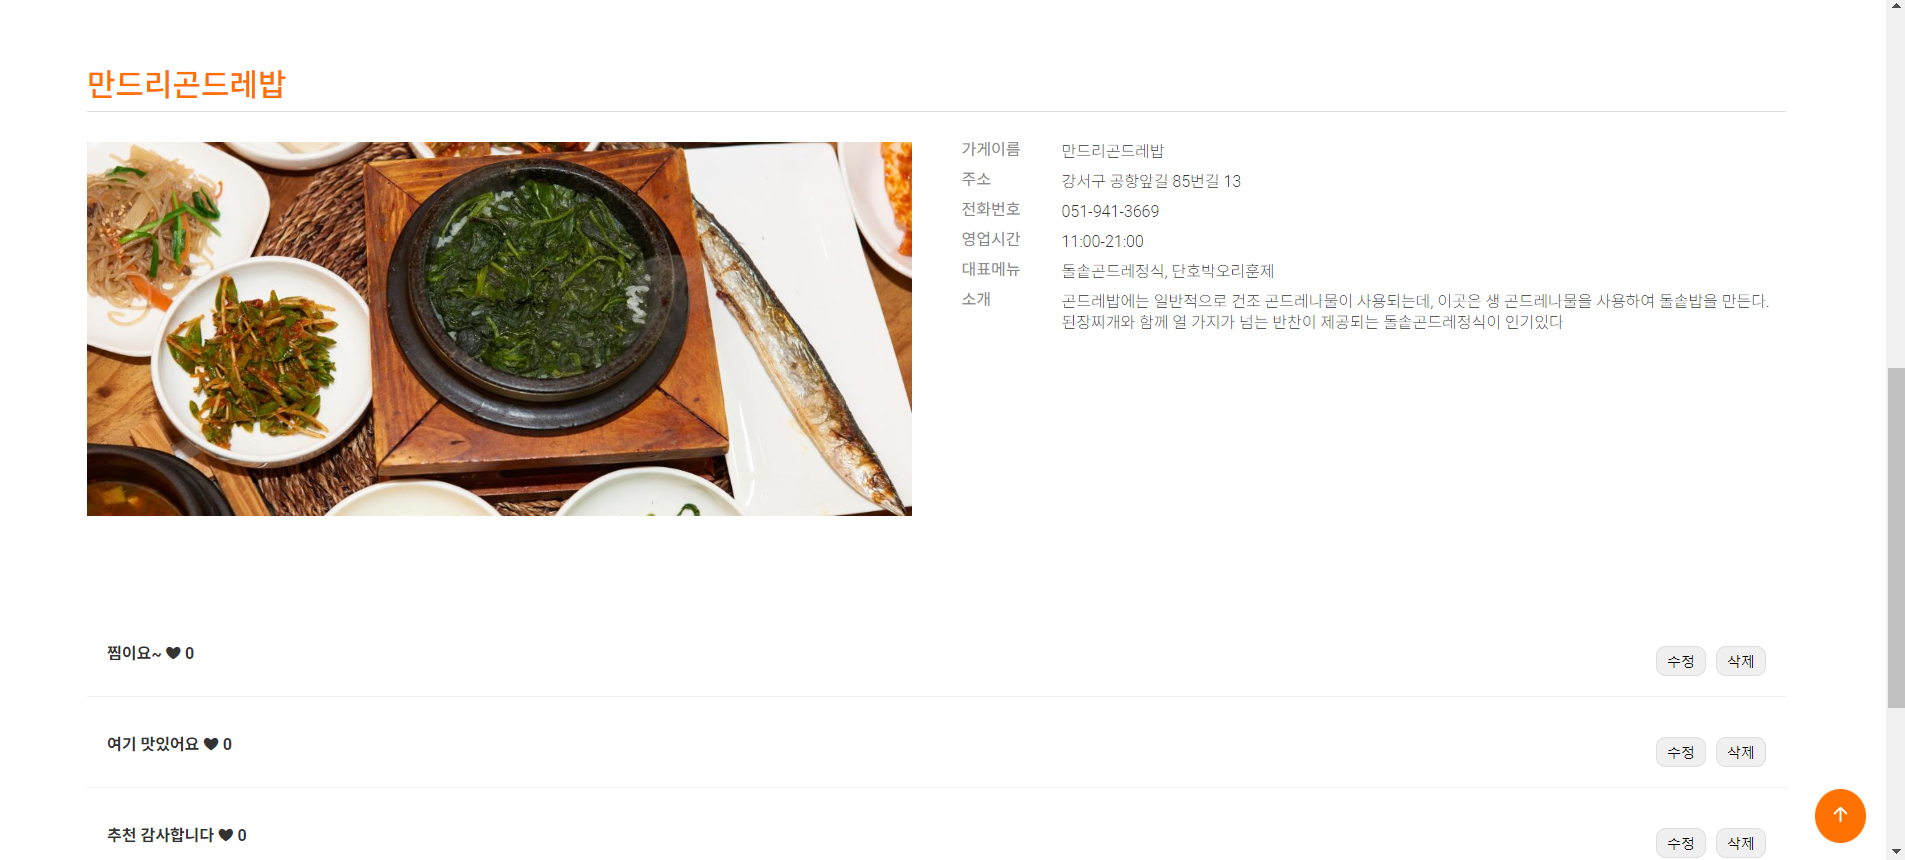 만드리곤드레밥
가게이름 만드리곤드레밥
주소 강서구 공항앞길 85번길 13
전화번호 051-941-3669
영업시간 11:00-21:00
대표메뉴 돌솥곤드레정식, 단호박오리훈제
소개 곤드레밥에는 일반적으로 건조 곤드레나물이 사용되는데, 이곳은 생 곤드레나물을 사용하여 돌솥밥을 만든다.
된장찌개와 함께 열 가지가 넘는 반찬이 제공되는 돌솥곤드레정식이 인기있다
찜이요~ ♥ 0 수정 삭제
여기 맛있어요 ♥ 0 수정 삭제
추천 감사합니다 ♥ 0 수정 삭제